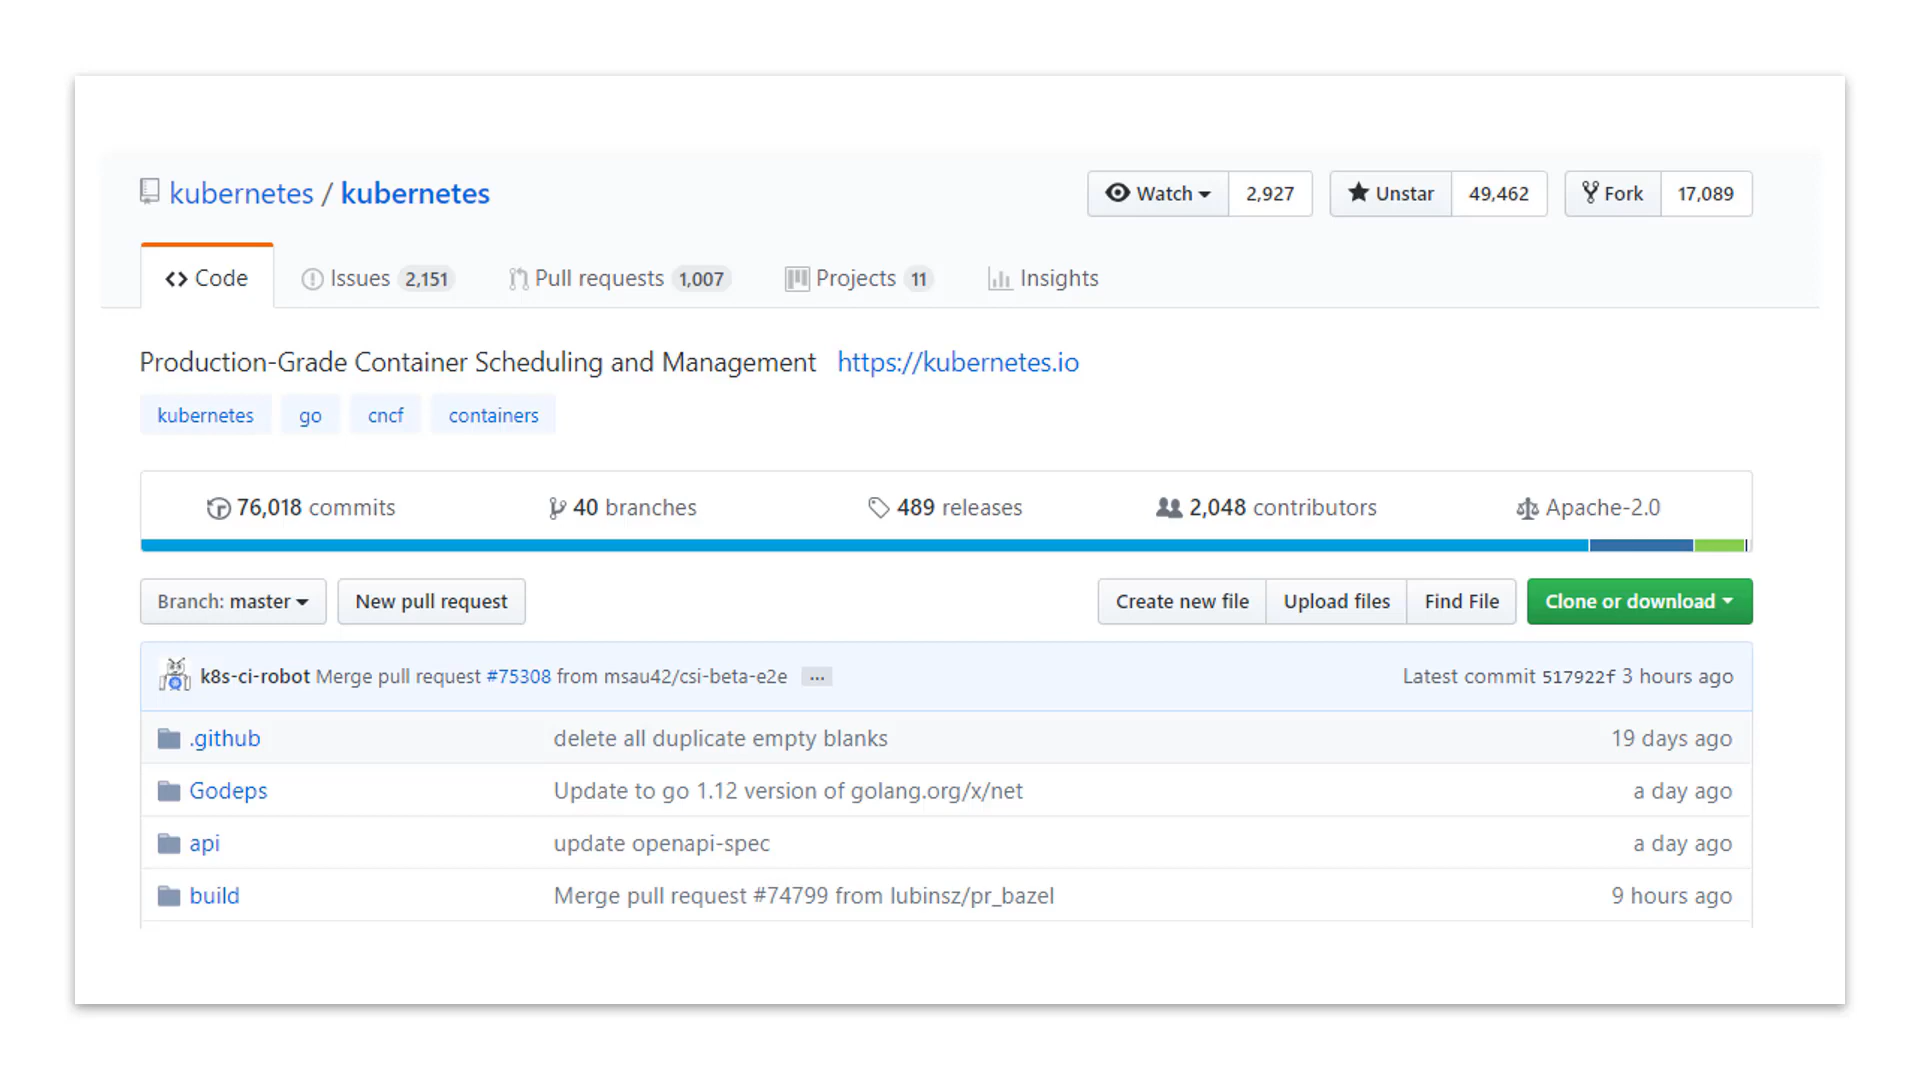 kubernetes / kubernetes Watch 2,927 Unstar 49,462 Fork 17,089
Code Issues 2,151 Pull requests 1,007 Projects 11 Insights
Production-Grade Container Scheduling and Management https://kubernetes.io
kubernetes go cncf containers
76,018 commits 40 branches 489 releases 2,048 contributors Apache-2.0
Branch: master New pull request Create new file Upload files Find File Clone or download
k8s-ci-robot Merge pull request #75308 from msau42/csi-beta-e2e ... Latest commit 517922f 3 hours ago
.github delete all duplicate empty blanks 19 days ago
Godeps Update to go 1.12 version of golang.org/x/net a day ago
api update openapi-spec a day ago
build Merge pull request #74799 from lubinsz/pr_bazel 9 hours ago